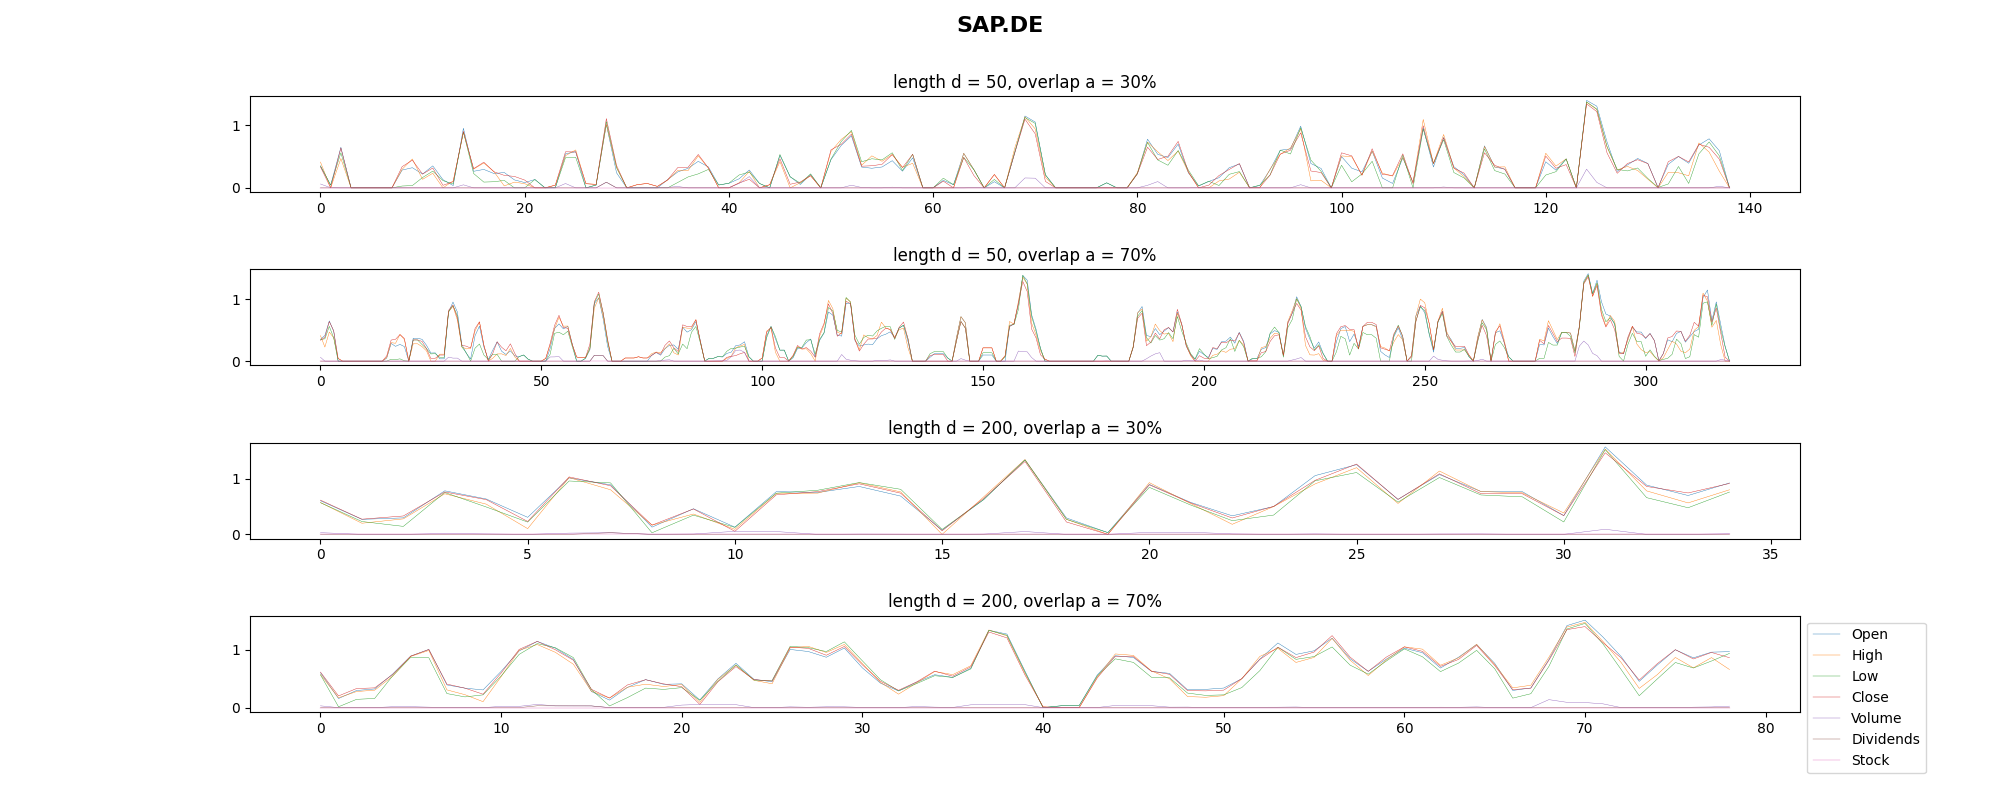 SAP.DE
length d = 50, overlap a = 30%
1
0
0 20 40 60 80 100 120 140
length d = 50, overlap a = 70%
1
0
0 50 100 150 200 250 300
length d = 200, overlap a = 30%
1
0
0 5 10 15 20 25 30 35
length d = 200, overlap a = 70%
1
0
0 10 20 30 40 50 60 70 80
Open
High
Low
Close
Volume
Dividends
Stock